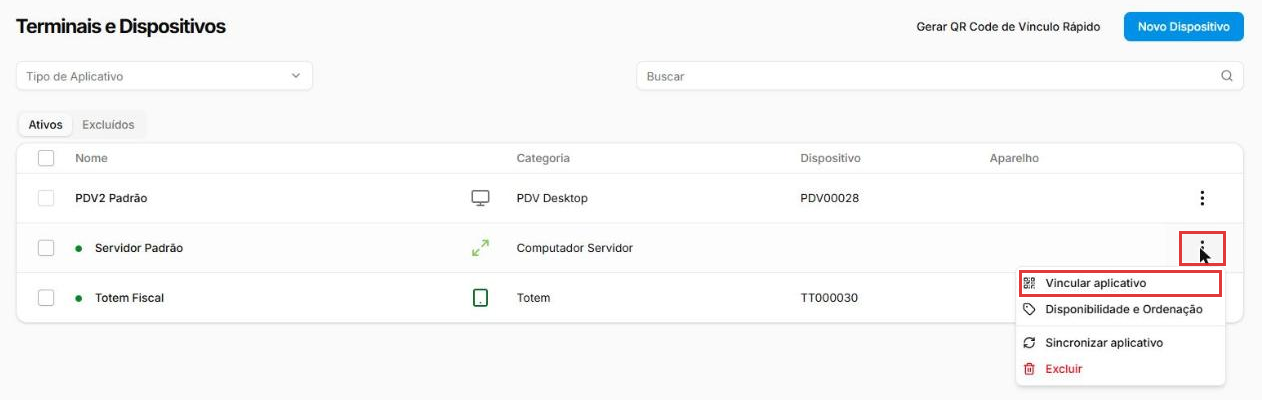 Terminais e Dispositivos
Gerar QR Code de Vínculo Rápido
Novo Dispositivo
Tipo de Aplicativo
Buscar
Ativos Excluídos
Nome Categoria Dispositivo Aparelho
PDV2 Padrão PDV Desktop PDV00028
Servidor Padrão Computador Servidor
Totem Fiscal Totem TT000030
Vincular aplicativo
Disponibilidade e Ordenação
Sincronizar aplicativo
Excluir